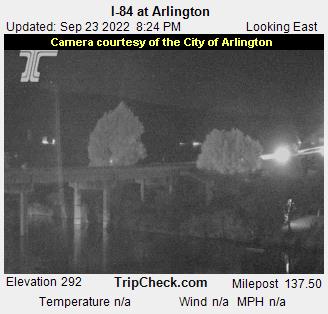 I-84 at Arlington
Updated: Sep 23 2022 8:24 PM Looking East
Camera courtesy of the City of Arlington
Elevation 292 TripCheck.com Milepost 137.50
Temperature n/a Wind n/a MPH n/a